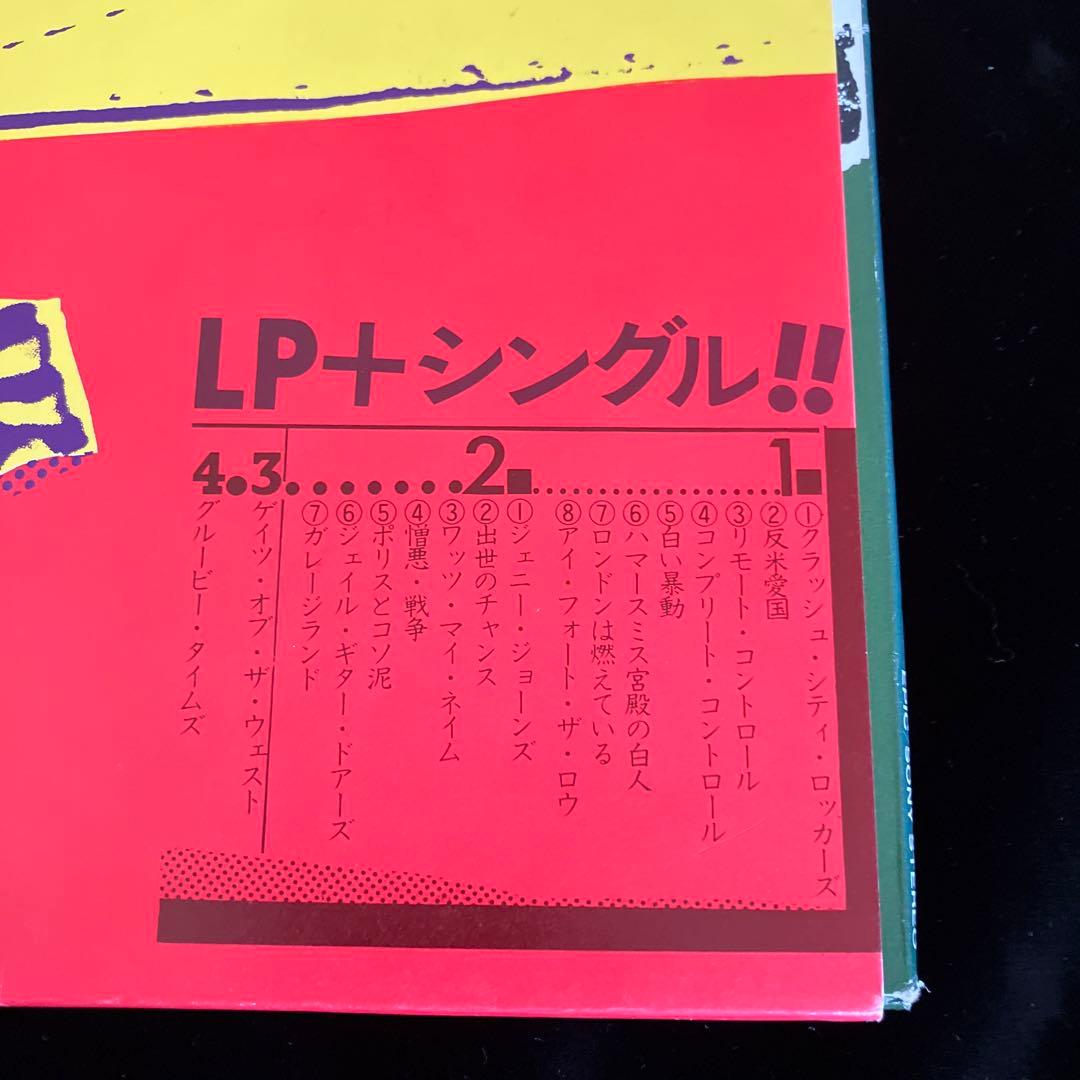 LP+シングル!!
1■
①クラッシュ・シティ・ロッカーズ
②反米愛国
③リモート・コントロール
④コンプリート・コントロール
⑤白い暴動
⑥ハマースミス宮殿の白人
⑦ロンドンは燃えている
⑧アイ・フォート・ザ・ロウ
2■
①ジェニー・ジョーンズ
②出世のチャンス
③ワッツ・マイ・ネイム
④憎悪・戦争
⑤ポリスとコソ泥
⑥ジェイル・ギター・ドアーズ
⑦ガレージランド
4.3
ゲイツ・オブ・ザ・ウェスト
グルービー・タイムズ
EPIC/SONY STEREO